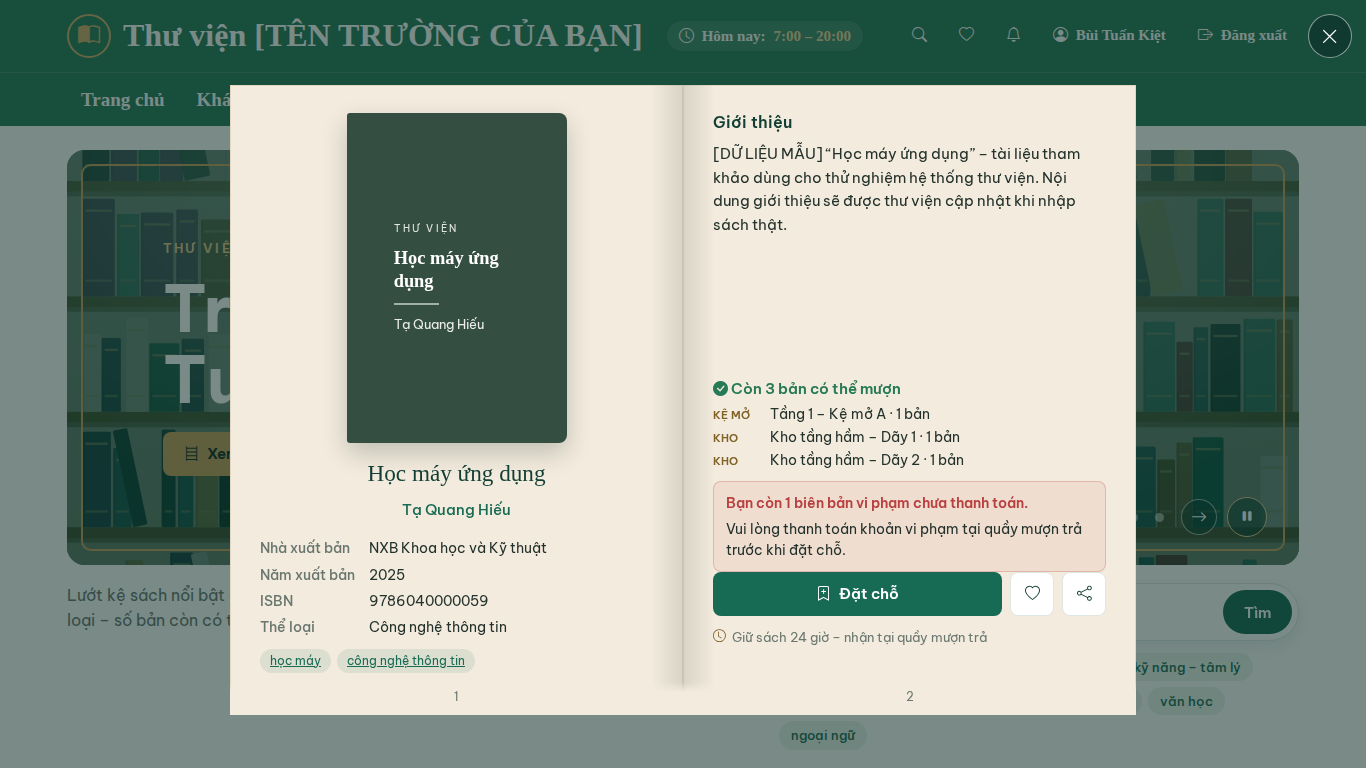 Thư viện [TÊN TRƯỜNG CỦA BẠN]
Hôm nay: 7:00 – 20:00
Bùi Tuấn Kiệt
Đăng xuất
Trang chủ
THƯ VIỆN
Học máy ứng
dụng
Tạ Quang Hiếu
Học máy ứng dụng
Tạ Quang Hiếu
Nhà xuất bản NXB Khoa học và Kỹ thuật
Năm xuất bản 2025
ISBN 9786040000059
Thể loại Công nghệ thông tin
học máy
công nghệ thông tin
1
Giới thiệu
[DỮ LIỆU MẪU] “Học máy ứng dụng” – tài liệu tham
khảo dùng cho thử nghiệm hệ thống thư viện. Nội
dung giới thiệu sẽ được thư viện cập nhật khi nhập
sách thật.
Còn 3 bản có thể mượn
KỆ MỞ Tầng 1 – Kệ mở A · 1 bản
KHO Kho tầng hầm – Dãy 1 · 1 bản
KHO Kho tầng hầm – Dãy 2 · 1 bản
Bạn còn 1 biên bản vi phạm chưa thanh toán.
Vui lòng thanh toán khoản vi phạm tại quầy mượn trả
trước khi đặt chỗ.
Đặt chỗ
Giữ sách 24 giờ – nhận tại quầy mượn trả
2
Lướt kệ sách nổi bật
loại – số bản còn có
Tìm
kỹ năng – tâm lý
văn học
ngoại ngữ